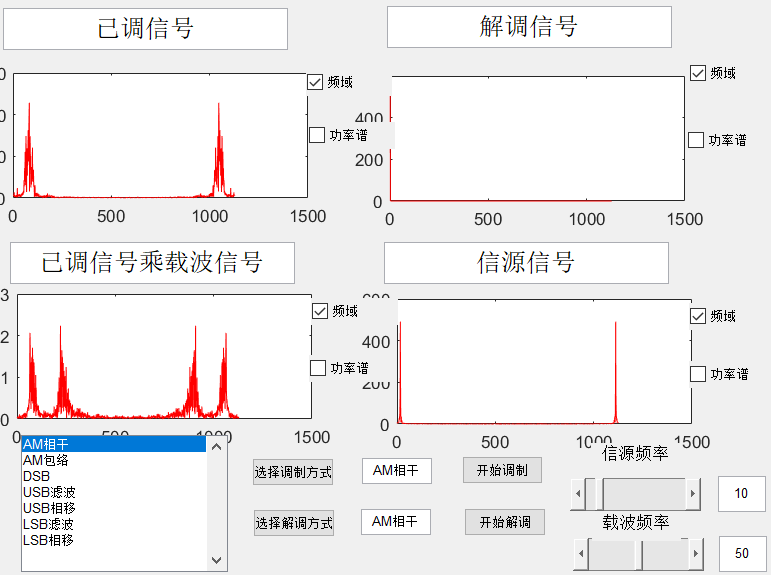 已调信号
解调信号
频域
频域
功率谱
功率谱
400
200
0
0
0 500 1000 1500
0 500 1000 1500
已调信号乘载波信号
信源信号
3
2
1
0
频域
频域
600
400
200
0
功率谱
功率谱
0 500 1000 1500
0 500 1000 1500
AM相干
AM包络
DSB
USB滤波
USB相移
LSB滤波
LSB相移
选择调制方式
AM相干
开始调制
选择解调方式
AM相干
开始解调
信源频率
10
载波频率
50